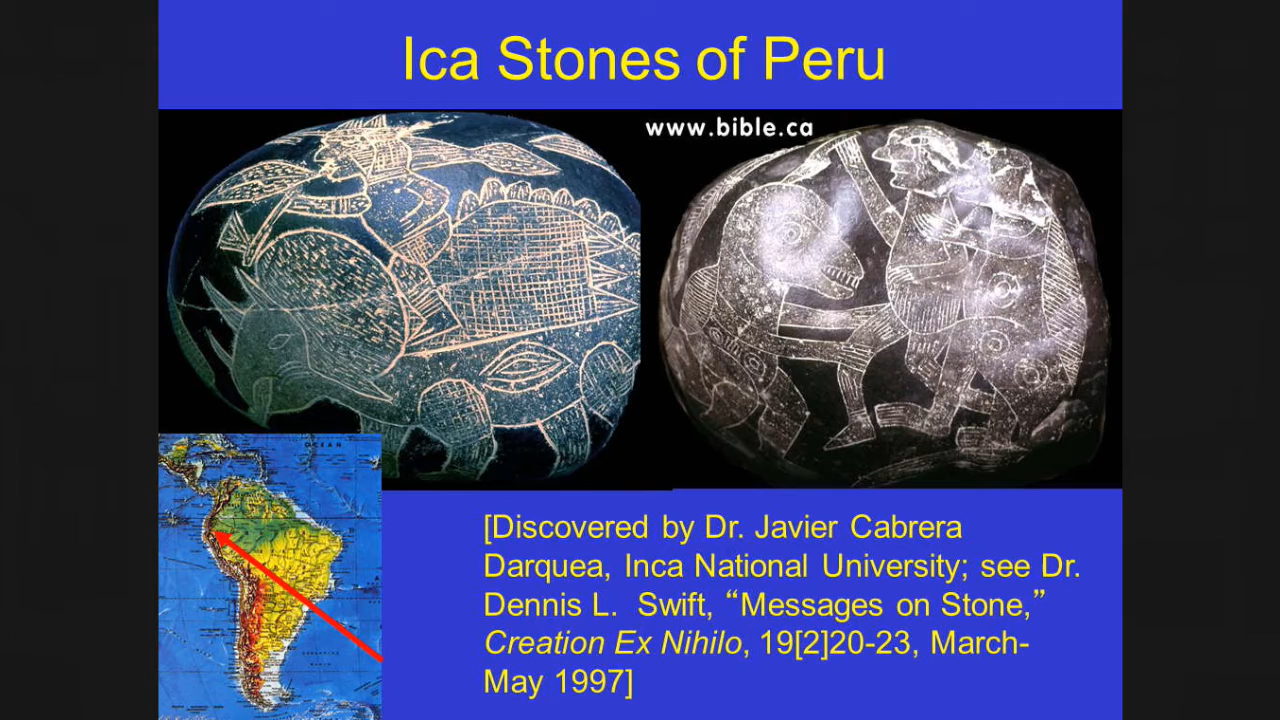 Ica Stones of Peru
www.bible.ca
OCEAN
[Discovered by Dr. Javier Cabrera
Darquea, Inca National University; see Dr.
Dennis L. Swift, “Messages on Stone,”
Creation Ex Nihilo, 19[2]20-23, March-
May 1997]